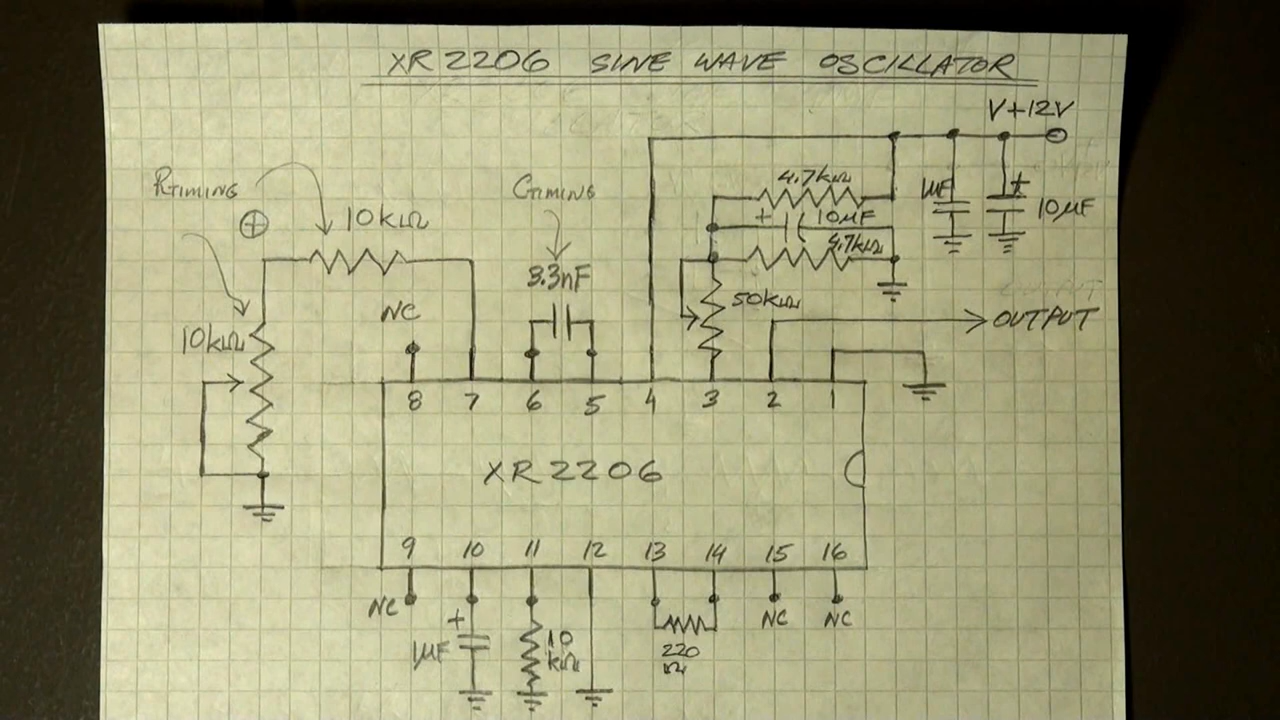 XR2206 SINE WAVE OSCILLATOR
V+12V
RTIMING
CTIMING
4.7kΩ
1µF
+
10µF
+
10µF
10kΩ
4.7kΩ
3.3nF
50kΩ
NC
OUTPUT
10kΩ
8 7 6 5 4 3 2 1
XR2206
9 10 11 12 13 14 15 16
NC
+
NC
NC
1µF
10
kΩ
220
Ω